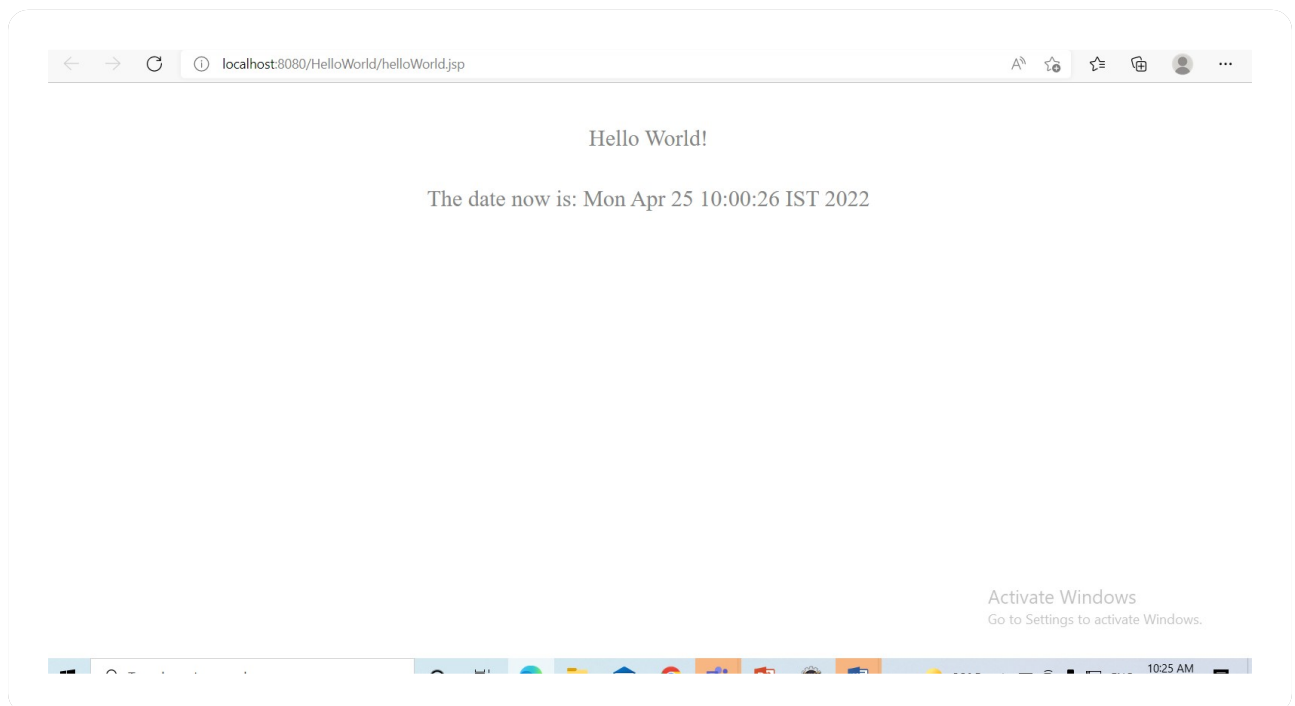 localhost:8080/HelloWorld/helloWorld.jsp
Hello World!
The date now is: Mon Apr 25 10:00:26 IST 2022
Activate Windows
Go to Settings to activate Windows.
10:25 AM